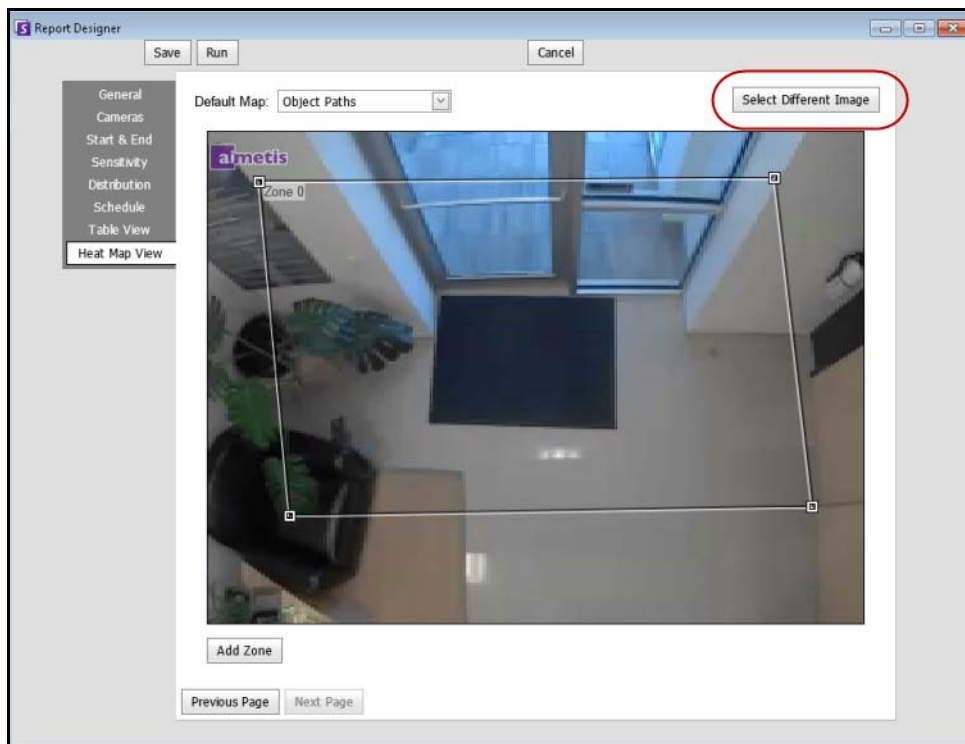 Report Designer
Save Run Cancel
General
Cameras
Start & End
Sensitivity
Distribution
Schedule
Table View
Heat Map View
Default Map: Object Paths
Select Different Image
aimetis
Zone 0
Add Zone
Previous Page Next Page